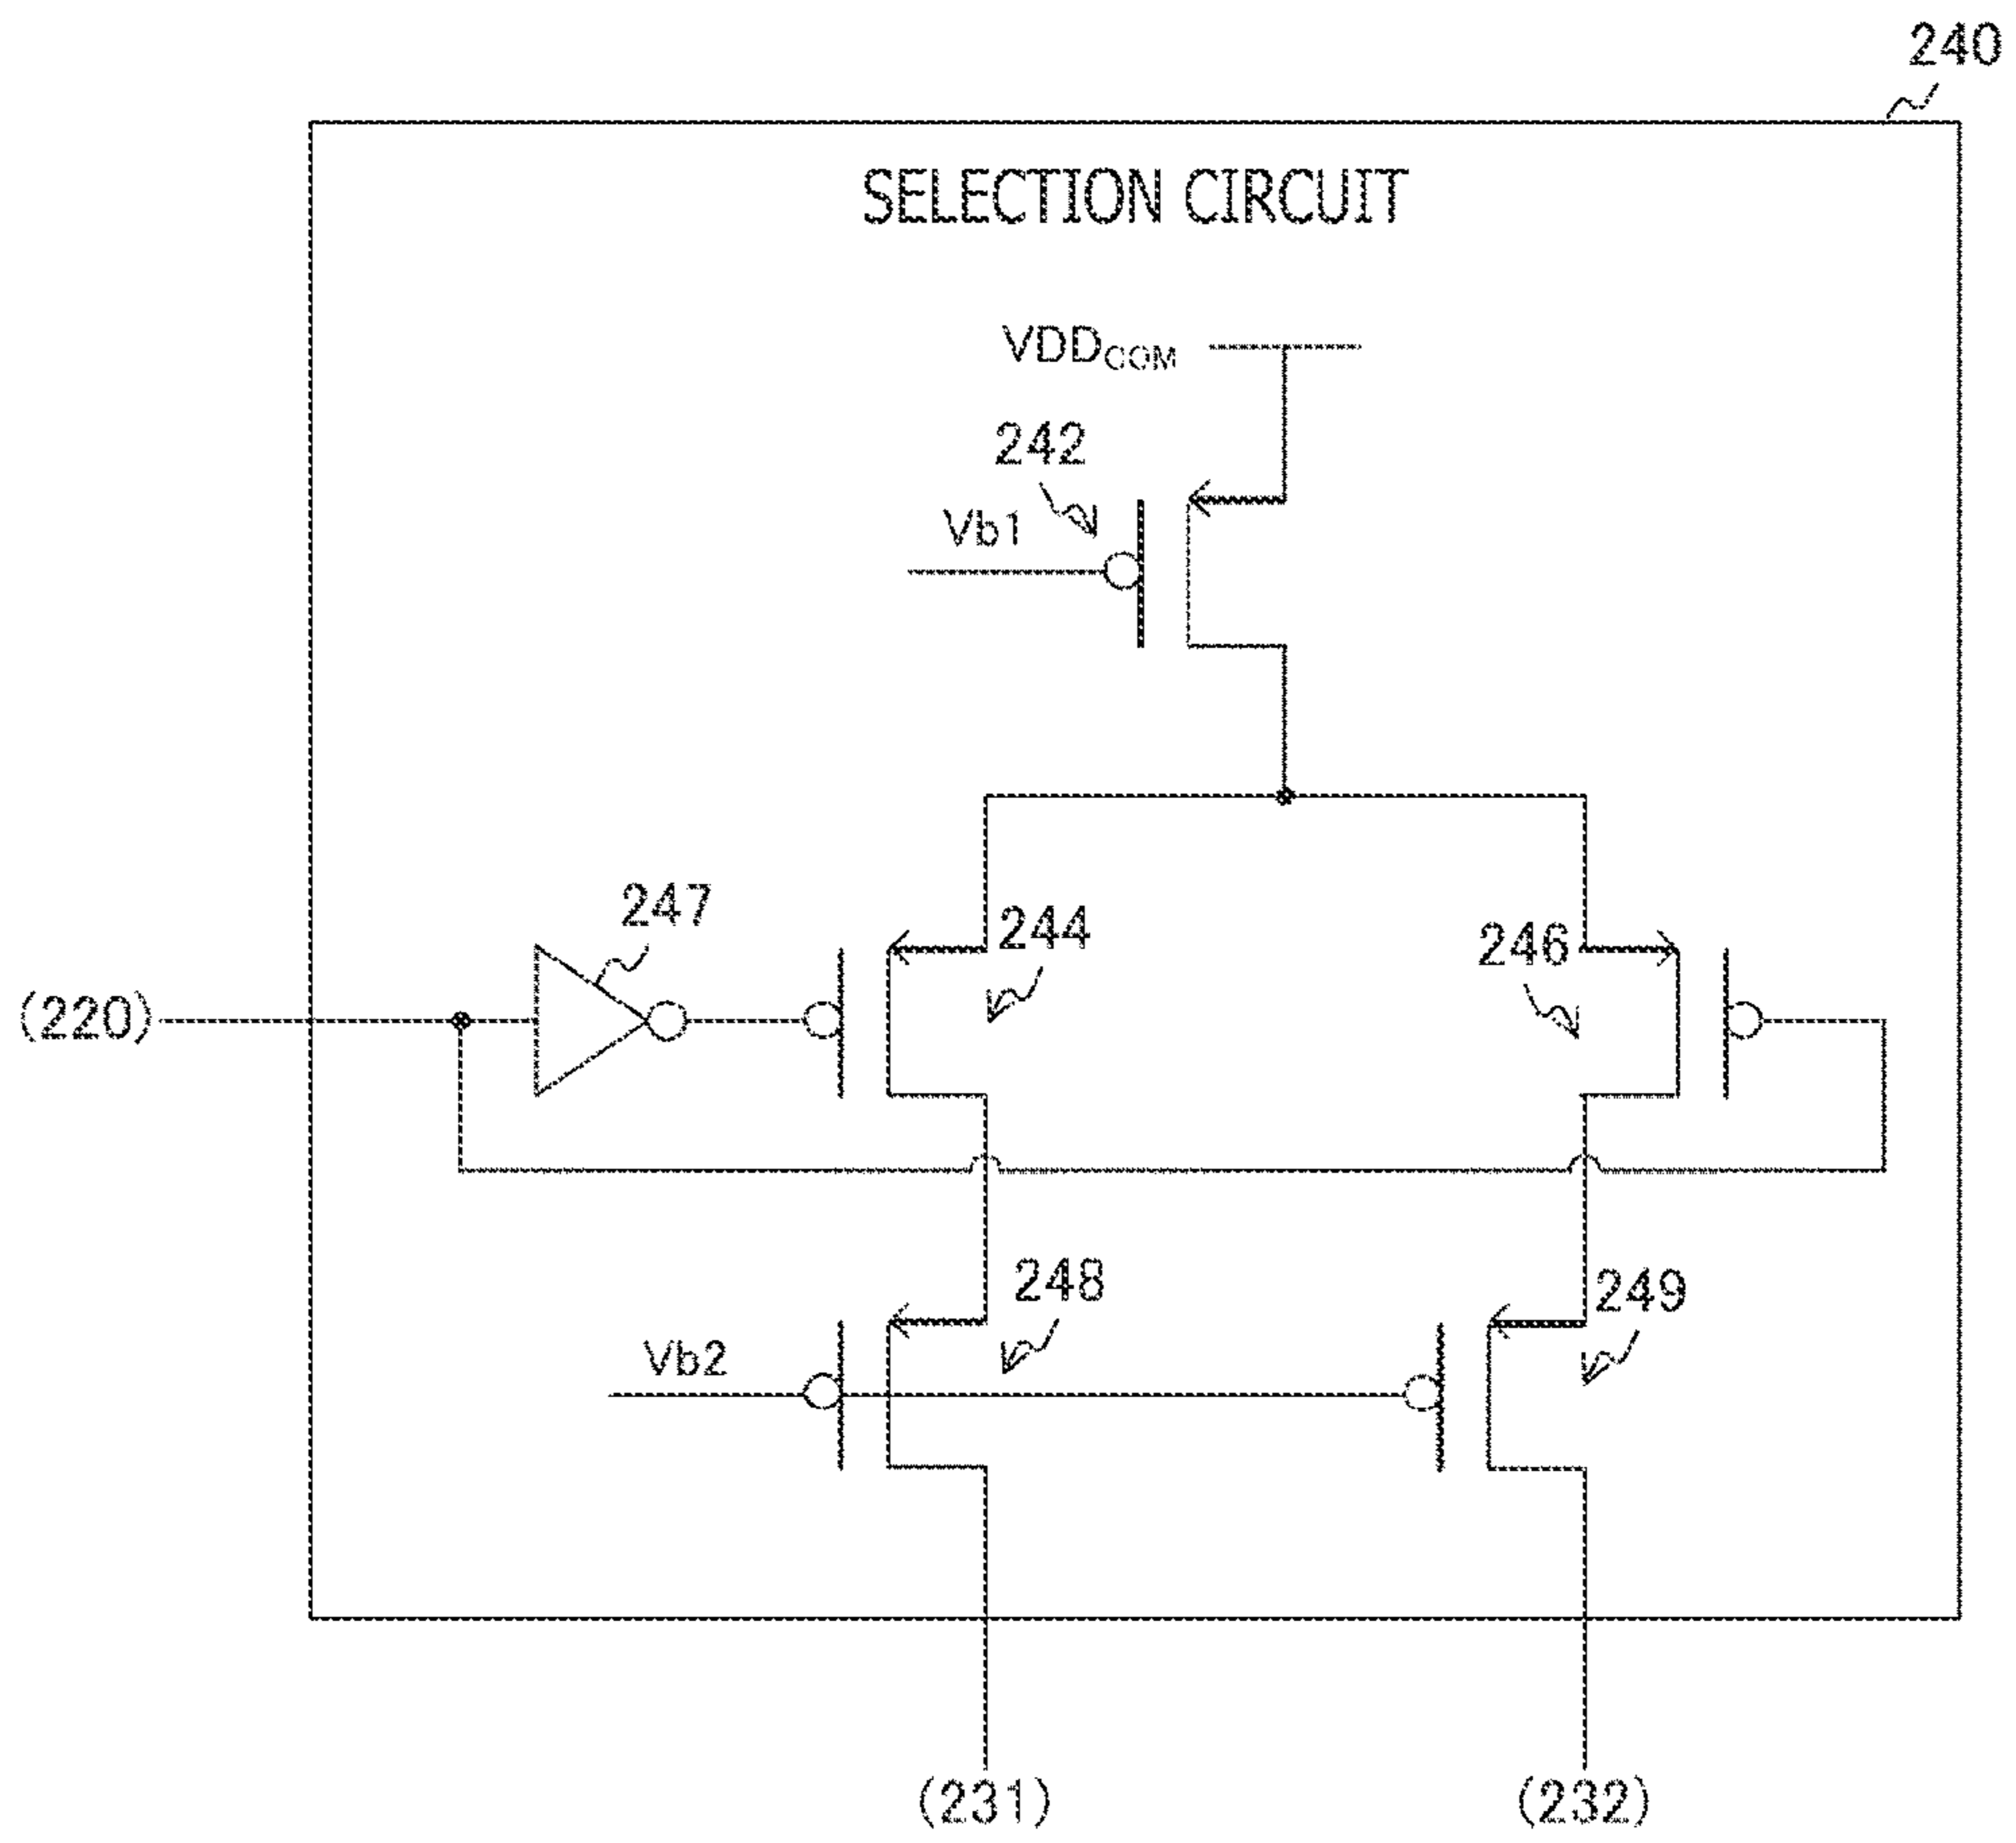 240
SELECTION CIRCUIT
VDDCOM
242
Vb1
247
244
246
(220)
248
249
Vb2
(231)
(232)